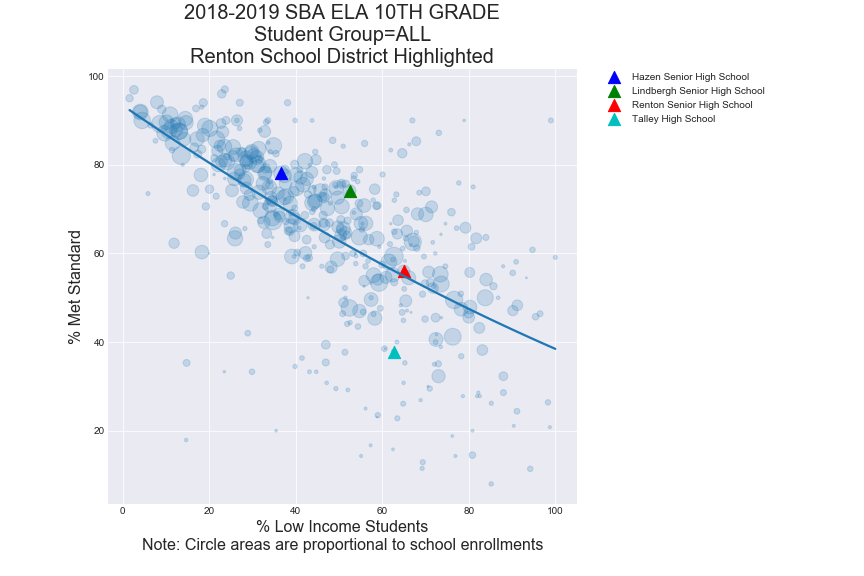 2018-2019 SBA ELA 10TH GRADE
Student Group=ALL
Renton School District Highlighted
Hazen Senior High School
Lindbergh Senior High School
Renton Senior High School
Talley High School
% Met Standard
100
80
60
40
20
0 20 40 60 80 100
% Low Income Students
Note: Circle areas are proportional to school enrollments